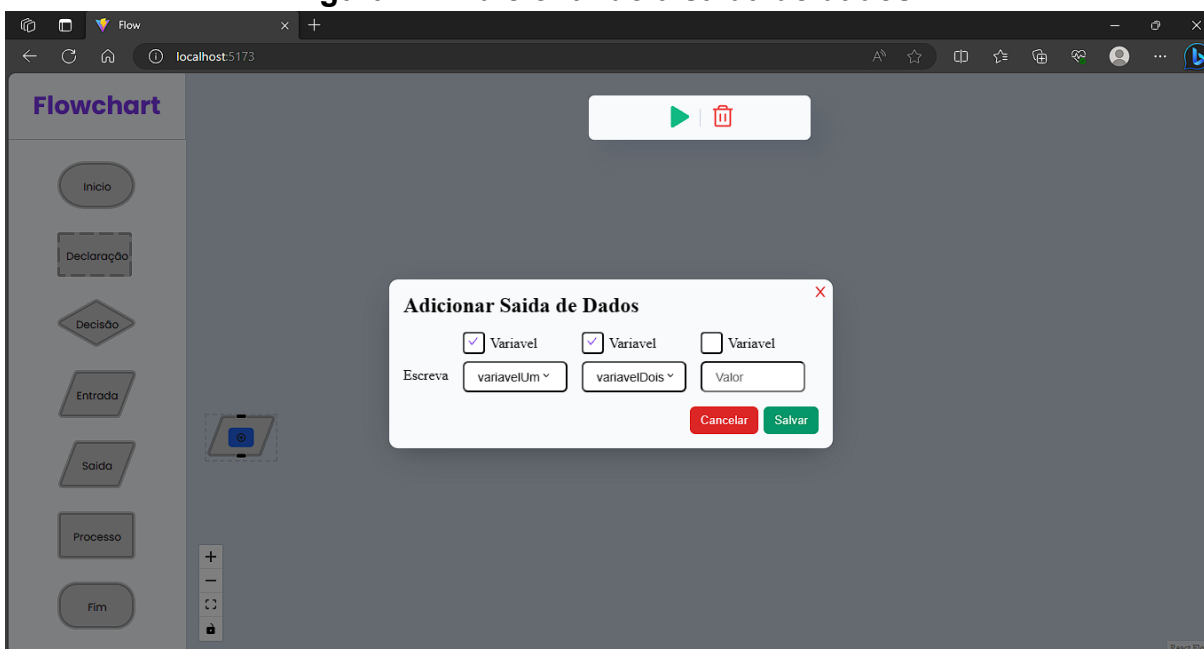 Flow
localhost:5173
Flowchart
Inicio
Declaração
Decisão
Entrada
Saida
Processo
Fim
Adicionar Saida de Dados
X
Variavel Variavel Variavel
Escreva variavelUm variavelDois Valor
Cancelar Salvar